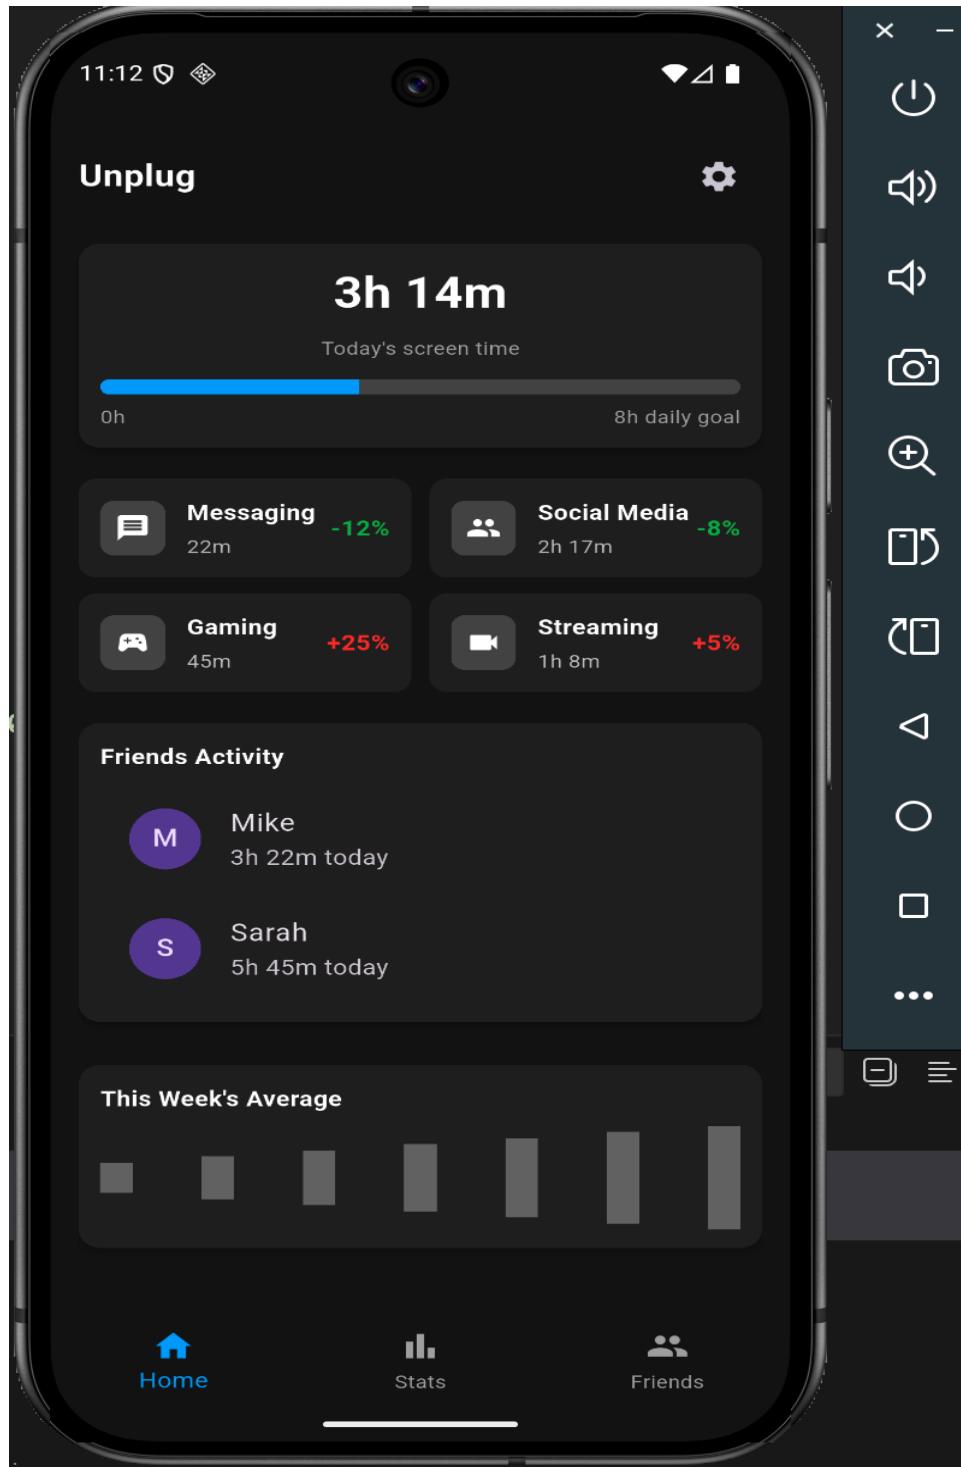 11:12
Unplug
3h 14m
Today's screen time
0h
8h daily goal
Messaging
22m
-12%
Social Media
2h 17m
-8%
Gaming
45m
+25%
Streaming
1h 8m
+5%
Friends Activity
M
Mike
3h 22m today
S
Sarah
5h 45m today
This Week's Average
Home
Stats
Friends